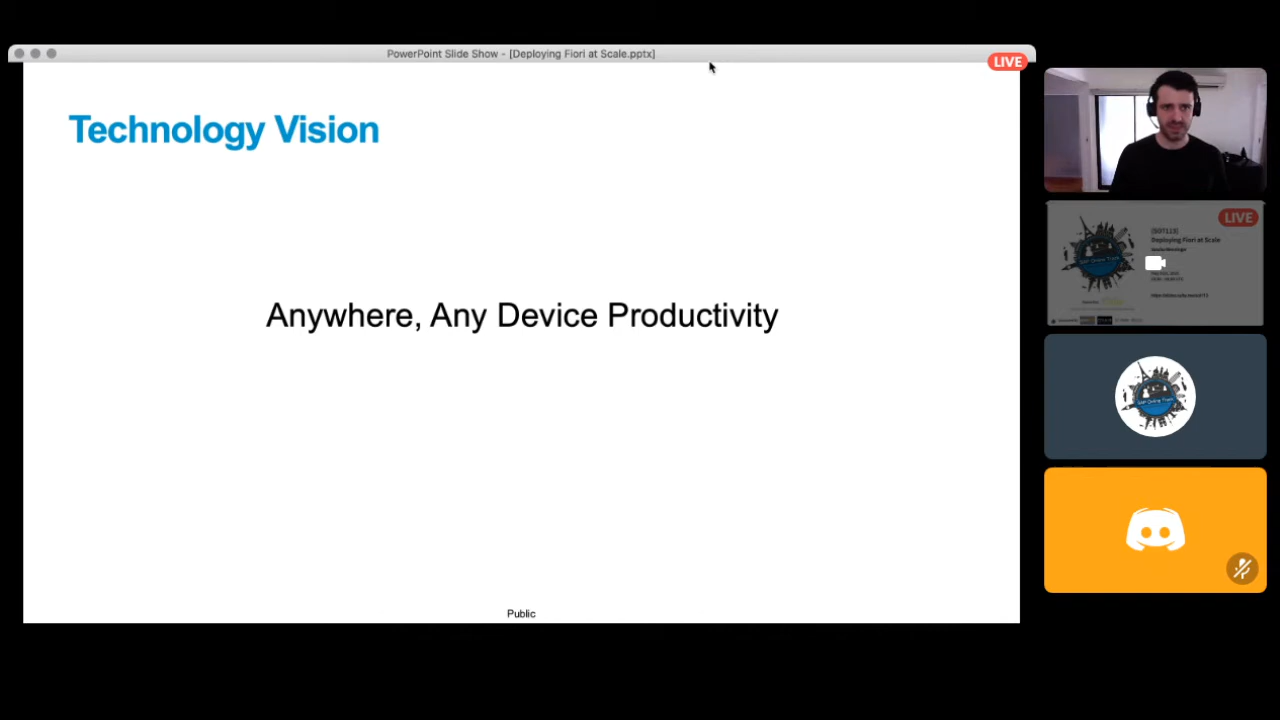 PowerPoint Slide Show - [Deploying Fiori at Scale.pptx]
LIVE
Technology Vision
Anywhere, Any Device Productivity
Public
LIVE
Deploying Fiori at Scale